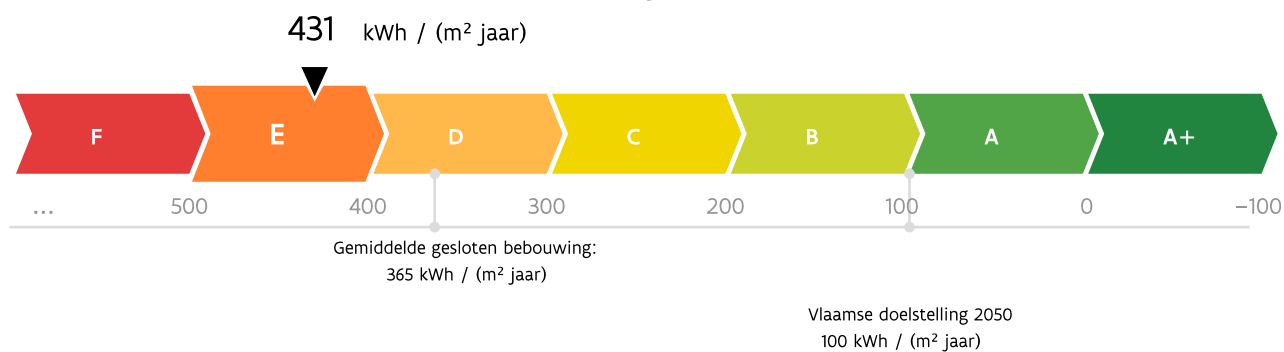 431 kWh / (m² jaar)
F E D C B A A+
... 500 400 300 200 100 0 −100
Gemiddelde gesloten bebouwing:
365 kWh / (m² jaar)
Vlaamse doelstelling 2050
100 kWh / (m² jaar)